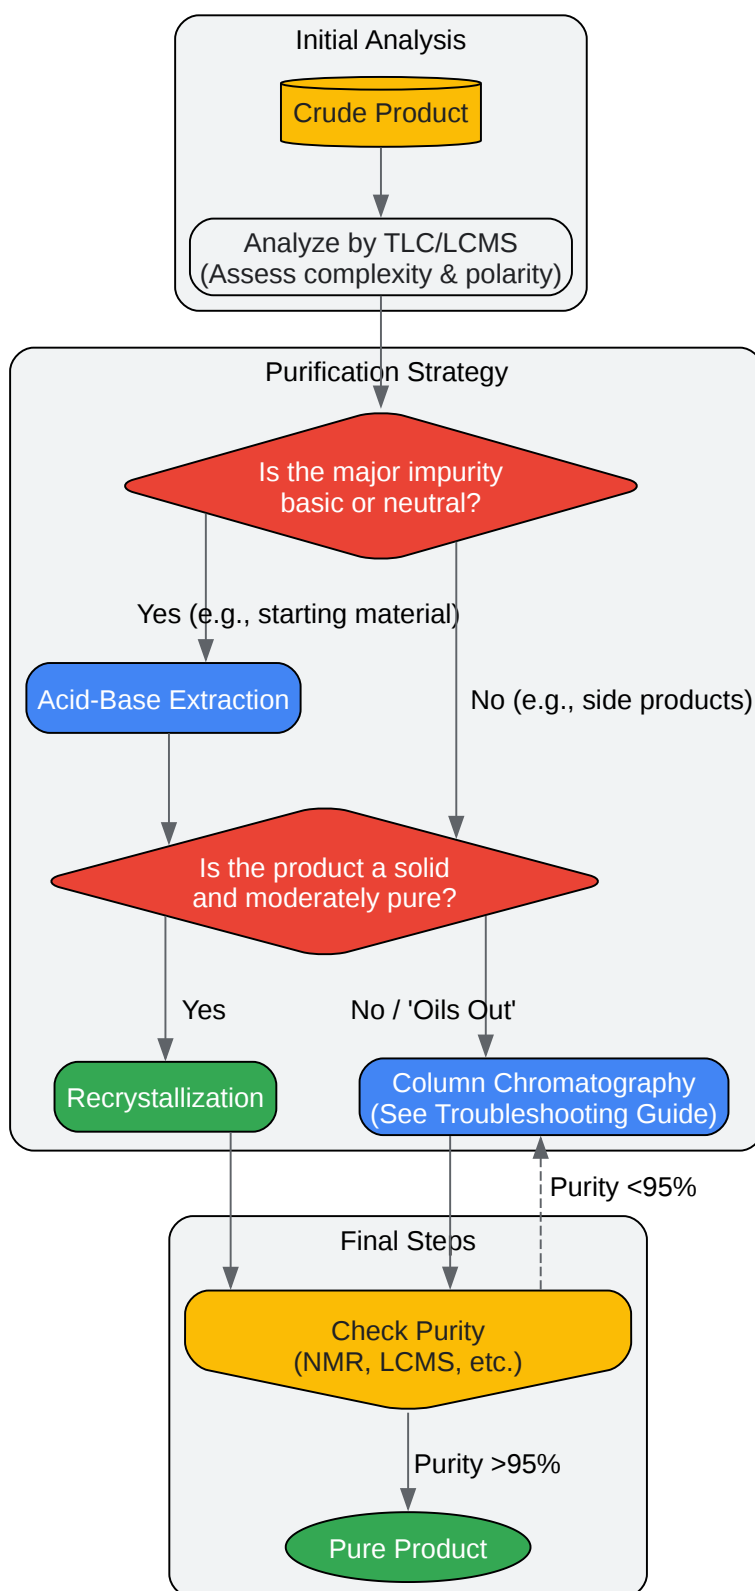 Initial Analysis
Crude Product
Analyze by TLC/LCMS
(Assess complexity & polarity)
Purification Strategy
Is the major impurity
basic or neutral?
Yes (e.g., starting material)
Acid-Base Extraction
No (e.g., side products)
Is the product a solid
and moderately pure?
Yes
No / 'Oils Out'
Recrystallization
Column Chromatography
(See Troubleshooting Guide)
Purity <95%
Final Steps
Check Purity
(NMR, LCMS, etc.)
Purity >95%
Pure Product